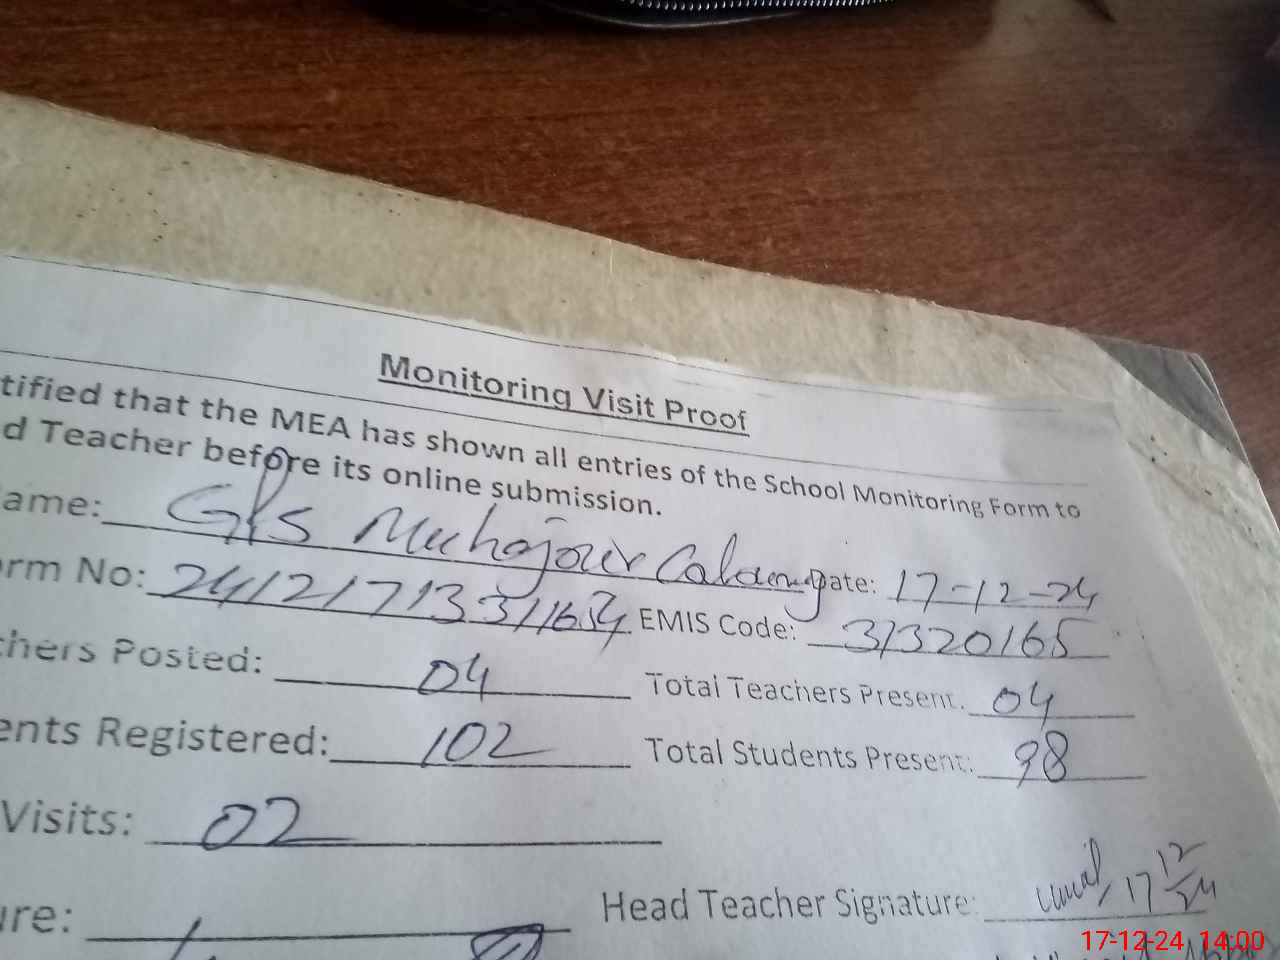 Monitoring Visit Proof
tified that the MEA has shown all entries of the School Monitoring Form to
d Teacher before its online submission.
ame: GPS Muhajour Colony Date: 17-12-24
orm No: EMIS Code: 31320165
chers Posted: 04 Total Teachers Present: 04
ents Registered: 102 Total Students Present: 98
Visits: 02
ure: Head Teacher Signature: 17 12/24
17-12-24 14:00